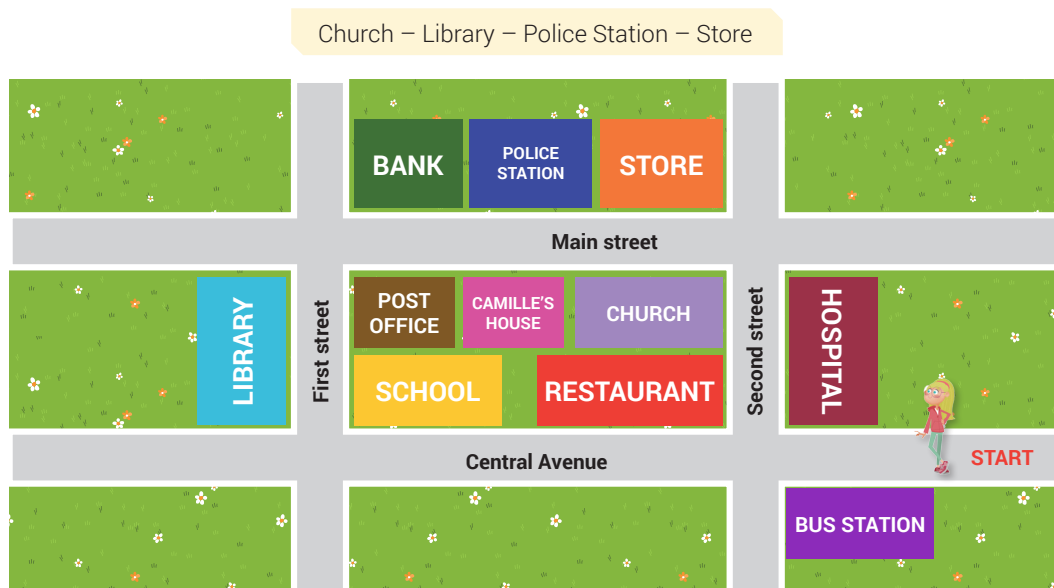 Church – Library – Police Station – Store
BANK
POLICE
STATION
STORE
Main street
LIBRARY
First street
POST
OFFICE
CAMILLE'S
HOUSE
CHURCH
SCHOOL
RESTAURANT
Second street
HOSPITAL
Central Avenue
START
BUS STATION